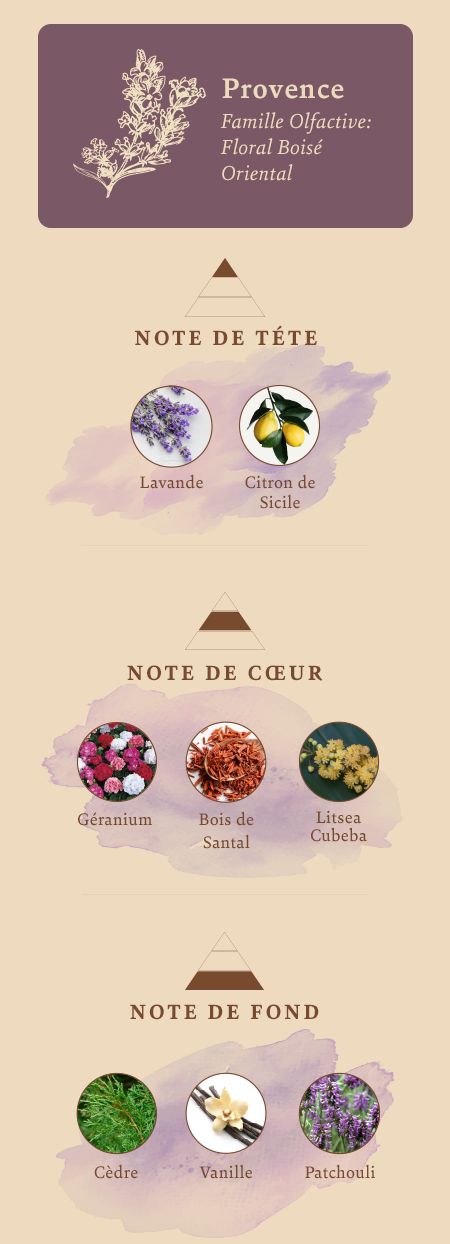 Provence
Famille Olfactive:
Floral Boisé
Oriental
NOTE DE TÉTE
Lavande
Citron de
Sicile
NOTE DE CŒUR
Géranium
Bois de
Santal
Litsea
Cubeba
NOTE DE FOND
Cèdre
Vanille
Patchouli